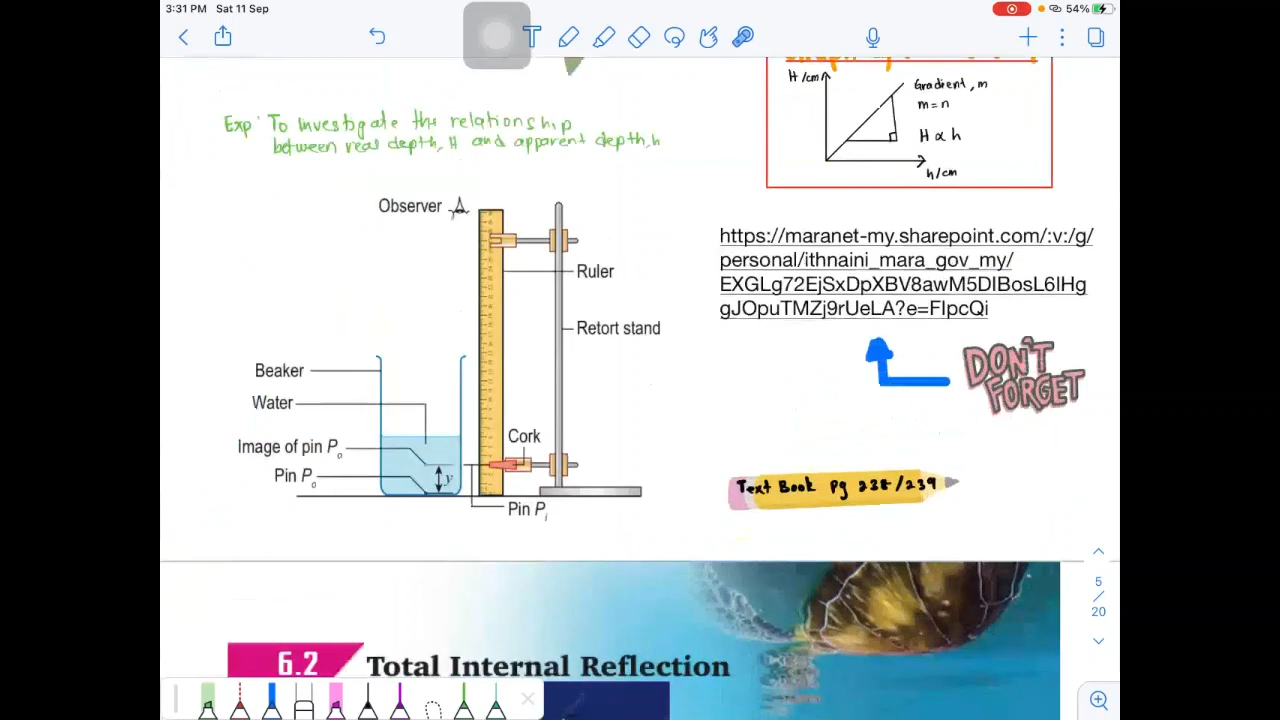 3:31 PM Sat 11 Sep
54%
T
H/cm
Gradient, m
m = n
H ∝ h
h/cm
Exp: To investigate the relationship
between real depth, H and apparent depth, h
Observer
Ruler
Retort stand
Beaker
Water
Image of pin Po
Pin Po
y
Cork
Pin Pi
https://maranet-my.sharepoint.com/:v:/g/
personal/ithnaini_mara_gov_my/
EXGLg72EjSxDpXBV8awM5DIBosL6lHg
gJOpuTMZj9rUeLA?e=FIpcQi
DON'T
FORGET
Text Book Pg 238/239
5
/
20
6.2 Total Internal Reflection